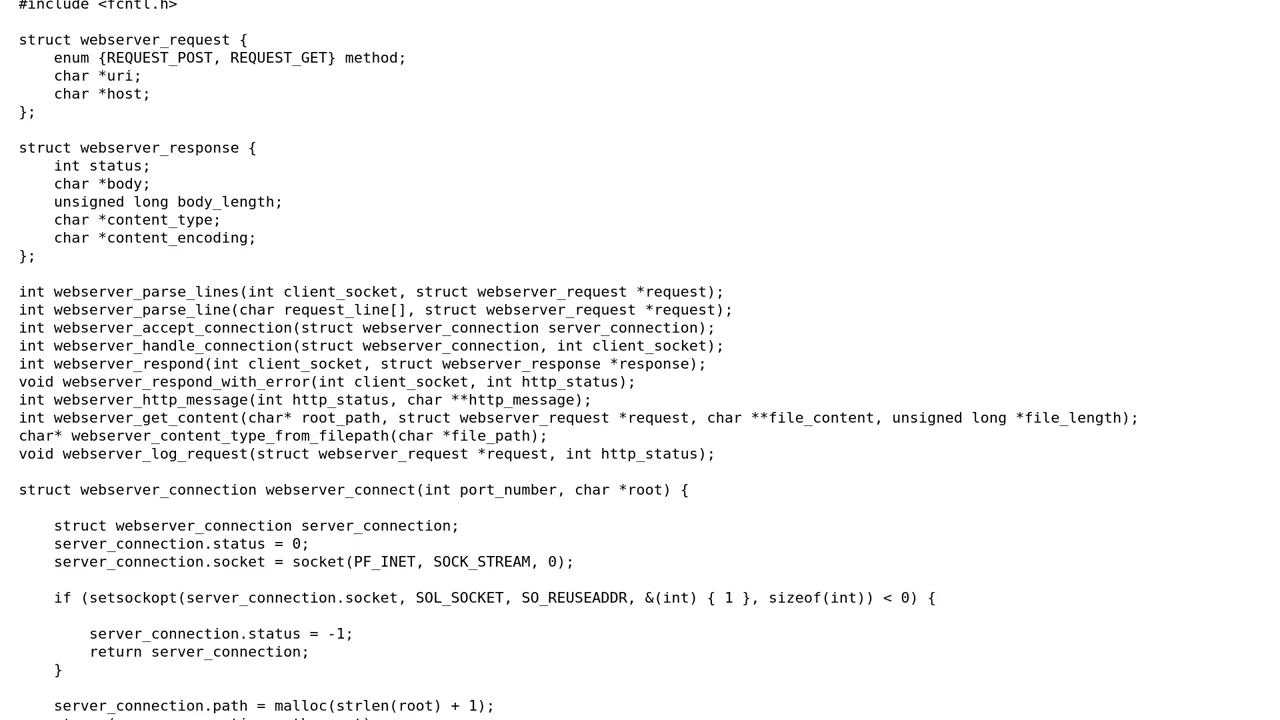 #include <fcntl.h>
struct webserver_request {
    enum {REQUEST_POST, REQUEST_GET} method;
    char *uri;
    char *host;
};
struct webserver_response {
    int status;
    char *body;
    unsigned long body_length;
    char *content_type;
    char *content_encoding;
};
int webserver_parse_lines(int client_socket, struct webserver_request *request);
int webserver_parse_line(char request_line[], struct webserver_request *request);
int webserver_accept_connection(struct webserver_connection server_connection);
int webserver_handle_connection(struct webserver_connection, int client_socket);
int webserver_respond(int client_socket, struct webserver_response *response);
void webserver_respond_with_error(int client_socket, int http_status);
int webserver_http_message(int http_status, char **http_message);
int webserver_get_content(char* root_path, struct webserver_request *request, char **file_content, unsigned long *file_length);
char* webserver_content_type_from_filepath(char *file_path);
void webserver_log_request(struct webserver_request *request, int http_status);
struct webserver_connection webserver_connect(int port_number, char *root) {
    struct webserver_connection server_connection;
    server_connection.status = 0;
    server_connection.socket = socket(PF_INET, SOCK_STREAM, 0);
    if (setsockopt(server_connection.socket, SOL_SOCKET, SO_REUSEADDR, &(int) { 1 }, sizeof(int)) < 0) {
        server_connection.status = -1;
        return server_connection;
    }
    server_connection.path = malloc(strlen(root) + 1);